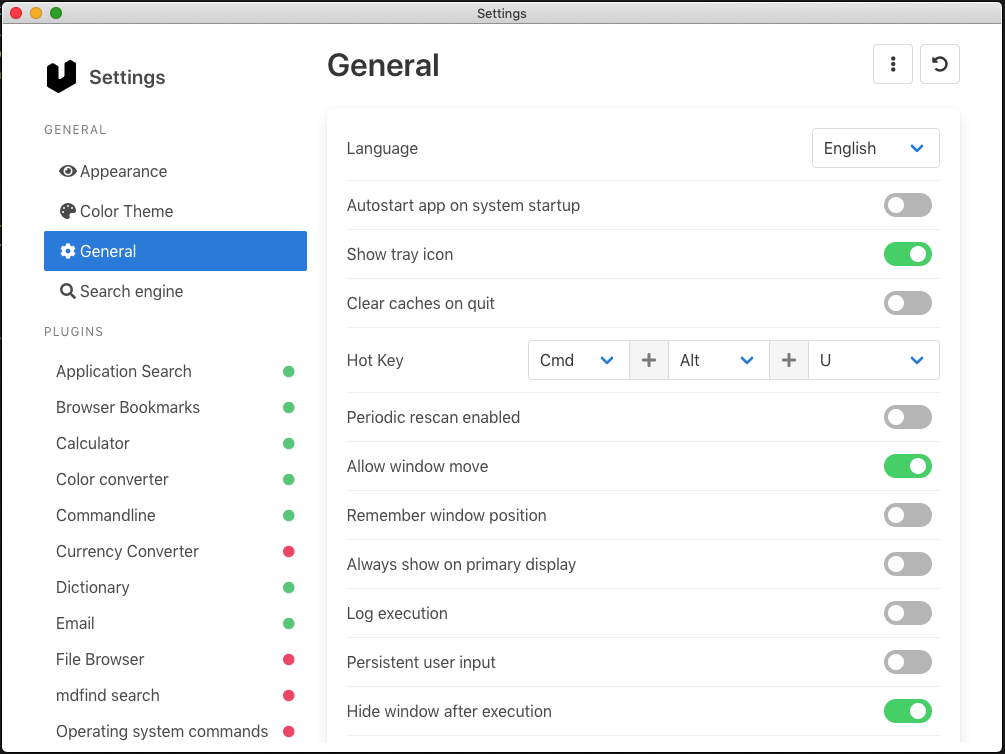 Settings
Settings
GENERAL
Appearance
Color Theme
General
Search engine
PLUGINS
Application Search
Browser Bookmarks
Calculator
Color converter
Commandline
Currency Converter
Dictionary
Email
File Browser
mdfind search
Operating system commands
General
Language English
Autostart app on system startup
Show tray icon
Clear caches on quit
Hot Key Cmd + Alt + U
Periodic rescan enabled
Allow window move
Remember window position
Always show on primary display
Log execution
Persistent user input
Hide window after execution